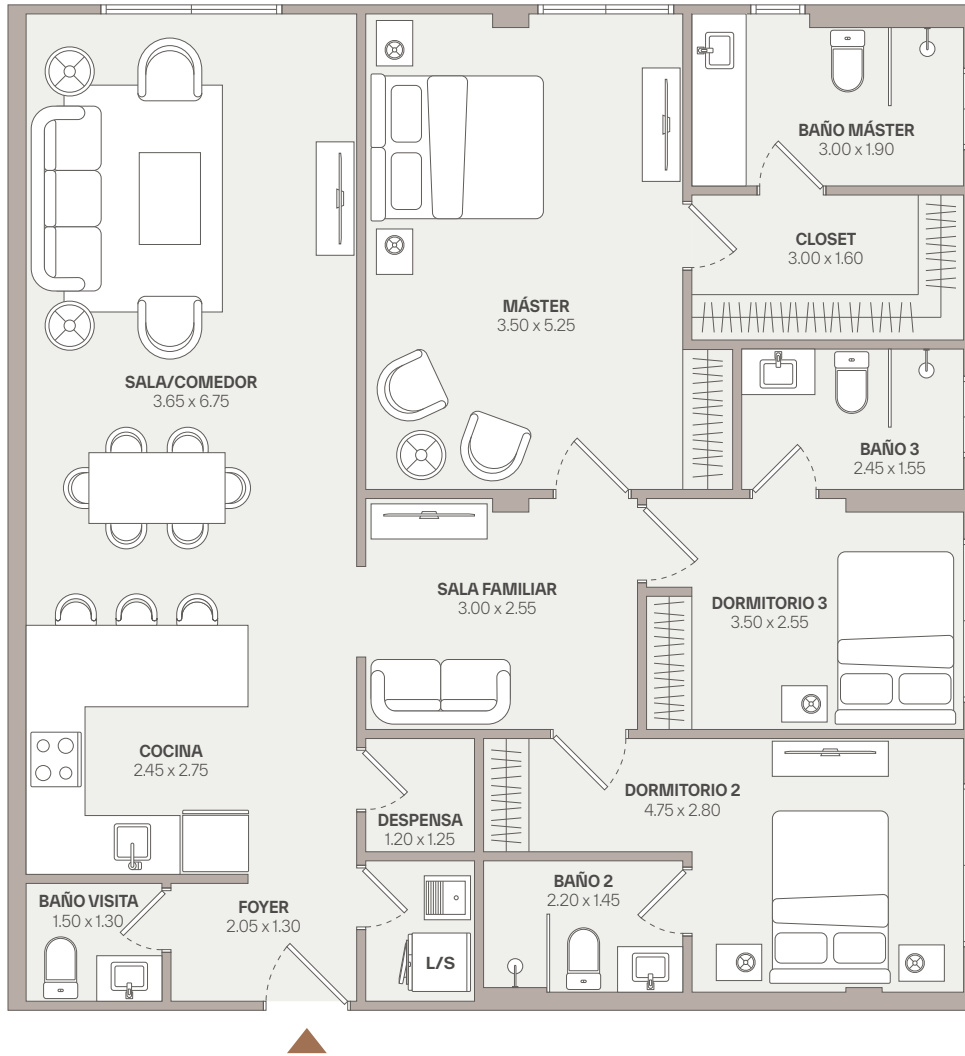 BAÑO MÁSTER
3.00 x 1.90
CLOSET
3.00 x 1.60
MÁSTER
3.50 x 5.25
SALA/COMEDOR
3.65 x 6.75
BAÑO 3
2.45 x 1.55
SALA FAMILIAR
3.00 x 2.55
DORMITORIO 3
3.50 x 2.55
COCINA
2.45 x 2.75
DORMITORIO 2
4.75 x 2.80
DESPENSA
1.20 x 1.25
BAÑO VISITA
1.50 x 1.30
FOYER
2.05 x 1.30
BAÑO 2
2.20 x 1.45
L/S